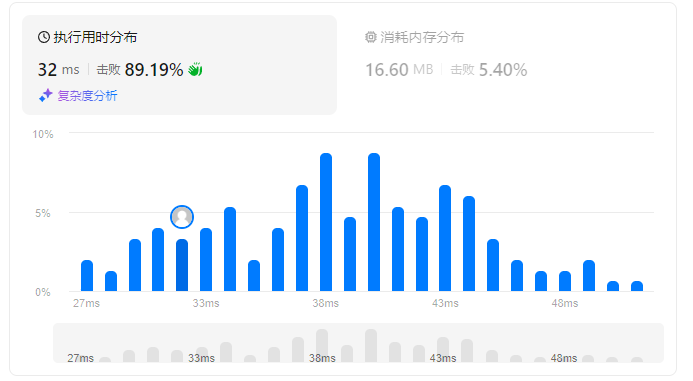 执行用时分布
32 ms 击败 89.19%
复杂度分析
消耗内存分布
16.60 MB 击败 5.40%
10%
5%
0%
27ms 33ms 38ms 43ms 48ms
27ms 33ms 38ms 43ms 48ms